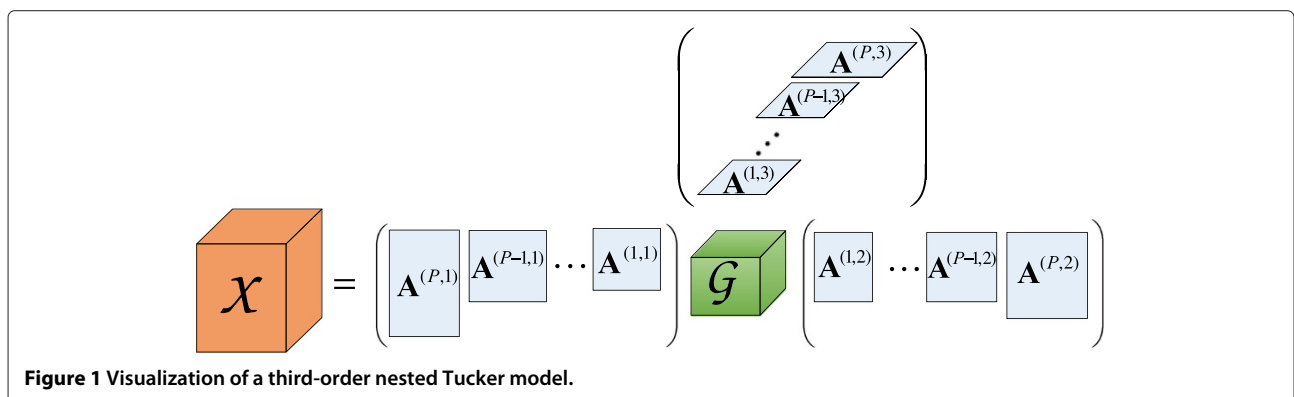 A^(P,3)
A^(P−1,3)
⋰
A^(1,3)
𝒳 = ( A^(P,1) A^(P−1,1) ⋯ A^(1,1) ) 𝒢 ( A^(1,2) ⋯ A^(P−1,2) A^(P,2) )
Figure 1 Visualization of a third-order nested Tucker model.